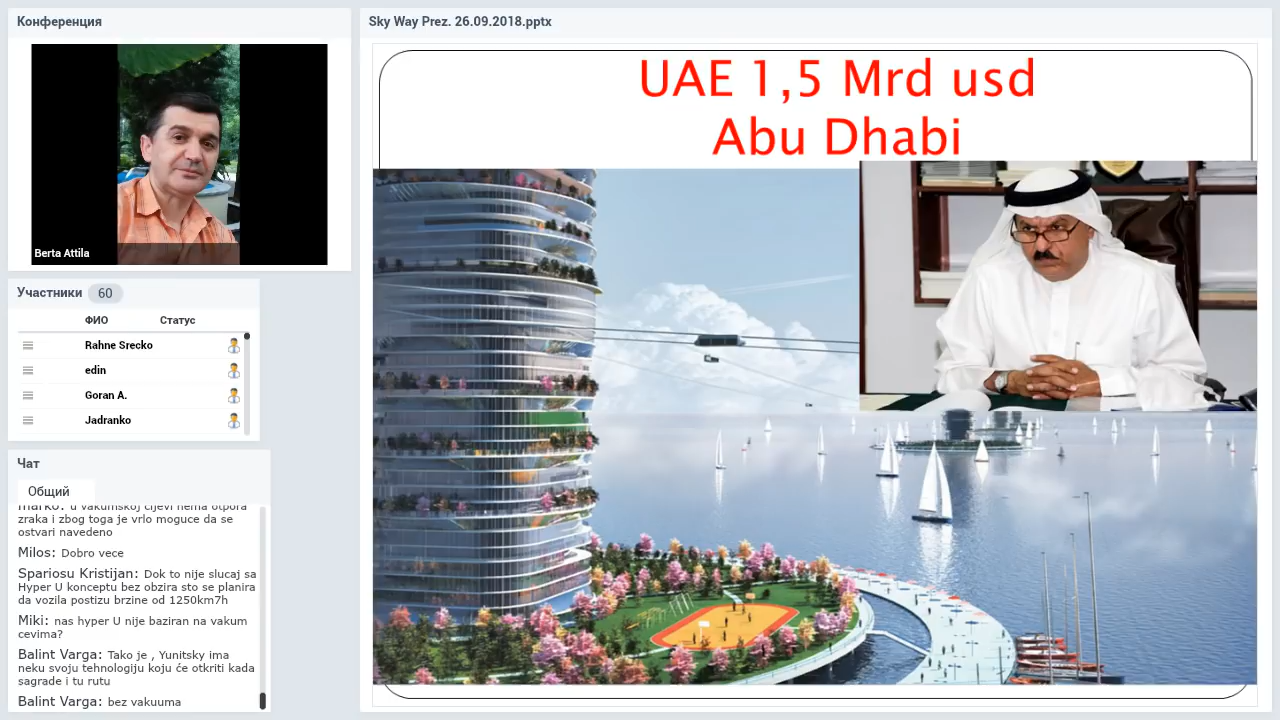 Конференция
Berta Attila
Участники 60
ФИО Статус
Rahne Srecko
edin
Goran A.
Jadranko
Чат
Общий
marko: u vakumskoj cijevi nema otpora
zraka i zbog toga je vrlo moguce da se
ostvari navedeno
Milos: Dobro vece
Spariosu Kristijan: Dok to nije slucaj sa
Hyper U konceptu bez obzira sto se planira
da vozila postizu brzine od 1250km7h
Miki: nas hyper U nije baziran na vakum
cevima?
Balint Varga: Tako je , Yunitsky ima
neku svoju tehnologiju koju će otkriti kada
sagrade i tu rutu
Balint Varga: bez vakuuma
Sky Way Prez. 26.09.2018.pptx
UAE 1,5 Mrd usd
Abu Dhabi